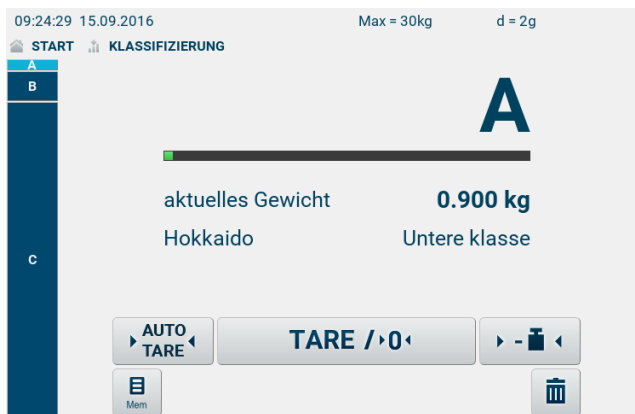 09:24:29 15.09.2016 Max = 30kg d = 2g
START KLASSIFIZIERUNG
A
B
C
A
aktuelles Gewicht 0.900 kg
Hokkaido Untere klasse
AUTO
TARE
TARE / 0
-
Mem